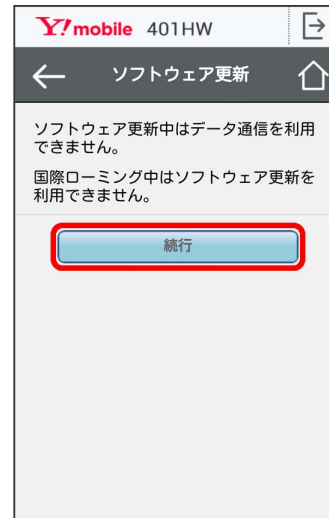 Y!mobile 401HW
ソフトウェア更新
ソフトウェア更新中はデータ通信を利用
できません。
国際ローミング中はソフトウェア更新を
利用できません。
続行